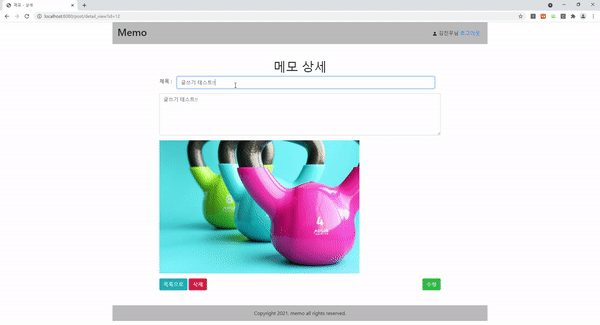 메모 - 상세
localhost:8080/post/detail_view?id=12
Memo
김민우님 로그아웃
메모 상세
제목 : 글쓰기 테스트!!
글쓰기 테스트!!
8
4
목록으로 삭제 수정
Copyright 2021. memo all rights reserved.